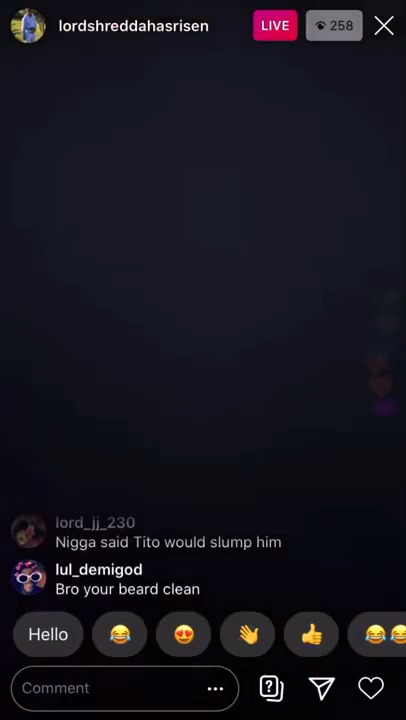 lordshreddahasrisen
LIVE
258
lord_jj_230
Nigga said Tito would slump him
lul_demigod
Bro your beard clean
Hello
Comment